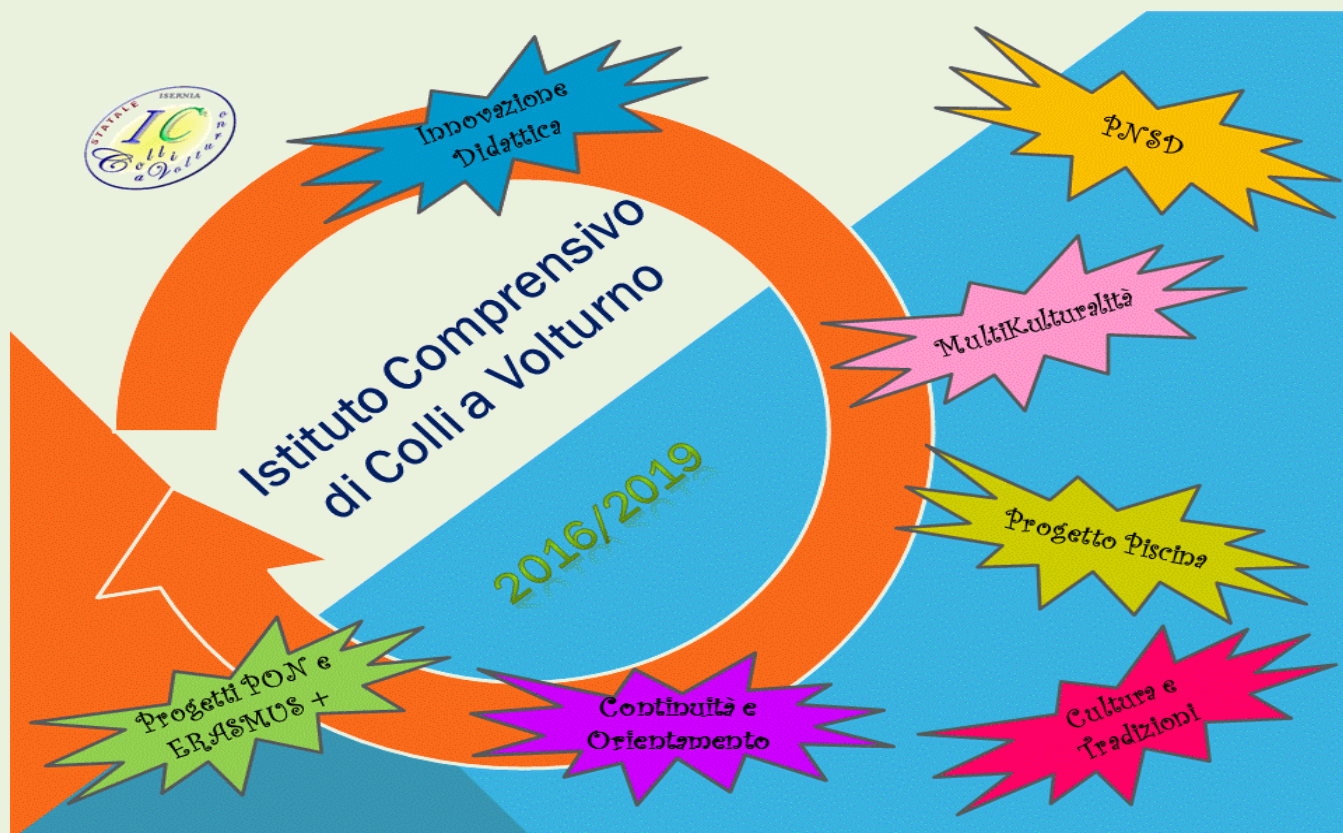 STATALE ISERNIA
IC
Colli
a Volturno
Innovazione
Didattica
PNSD
Istituto Comprensivo
di Colli a Volturno
MultiKulturalità
2016/2019
Progetto Piscina
Progetti PON e
ERASMUS +
Continuità e
Orientamento
Cultura e
Tradizioni